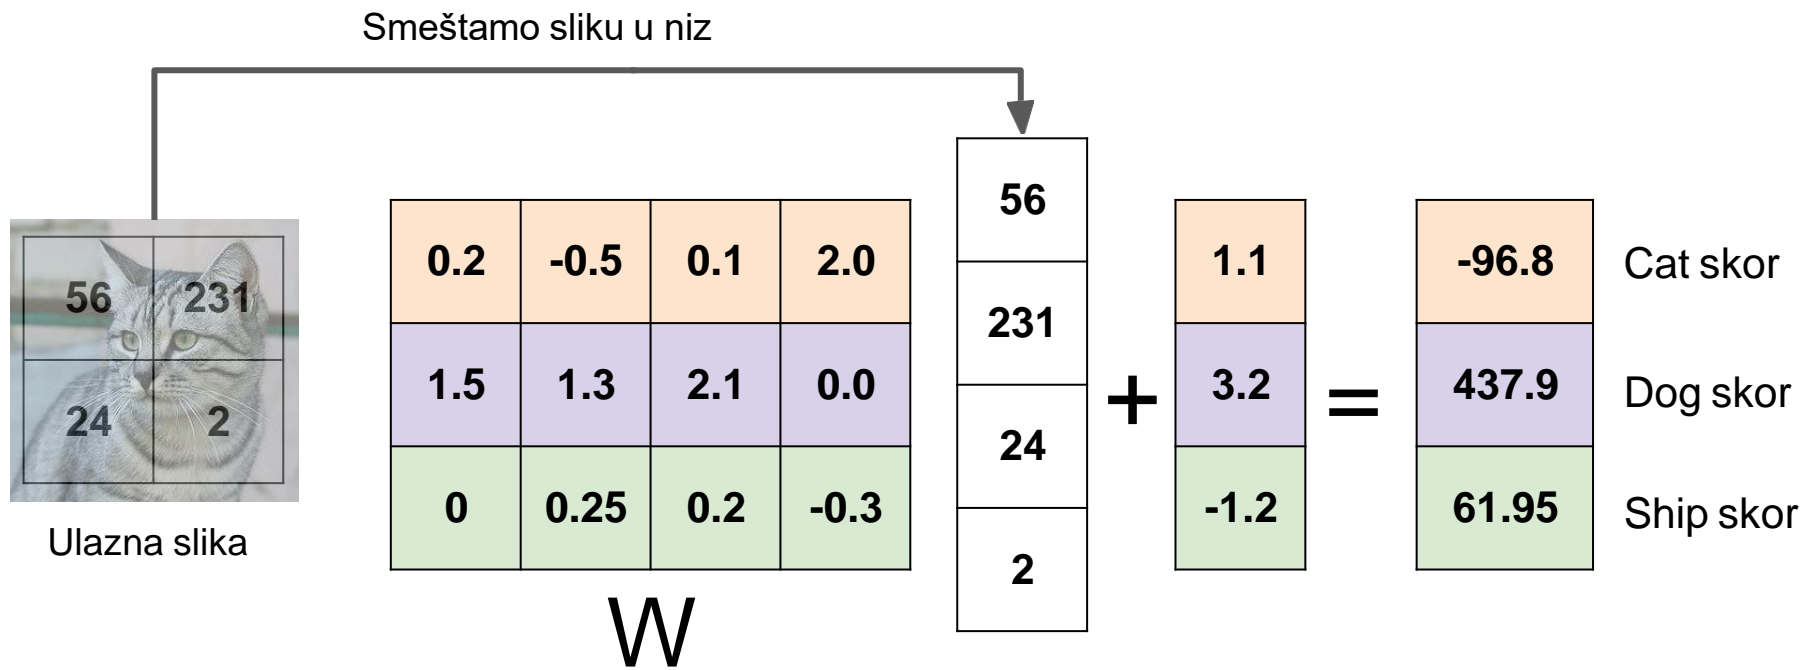 Smeštamo sliku u niz
56 231
24 2
Ulazna slika
0.2 -0.5 0.1 2.0
1.5 1.3 2.1 0.0
0 0.25 0.2 -0.3
W
56
231
24
2
+
1.1
3.2
-1.2
=
-96.8 Cat skor
437.9 Dog skor
61.95 Ship skor